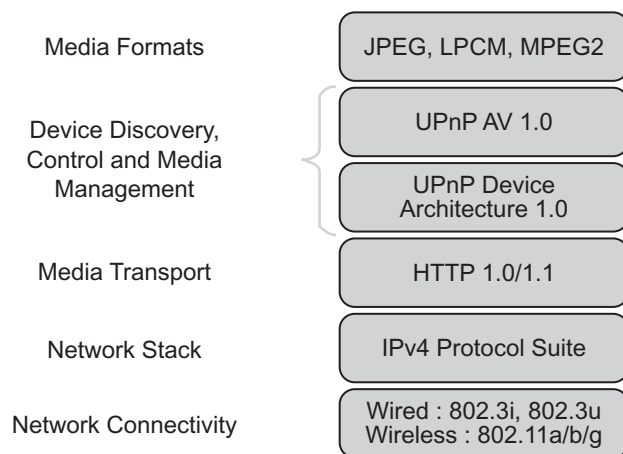 Media Formats
JPEG, LPCM, MPEG2
Device Discovery,
Control and Media
Management
UPnP AV 1.0
UPnP Device
Architecture 1.0
Media Transport
HTTP 1.0/1.1
Network Stack
IPv4 Protocol Suite
Network Connectivity
Wired : 802.3i, 802.3u
Wireless : 802.11a/b/g